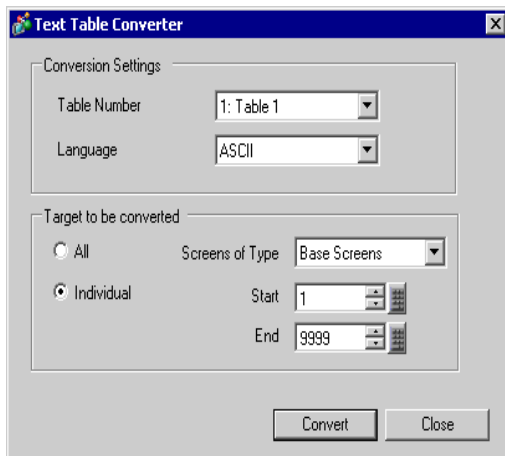 Text Table Converter
Conversion Settings
Table Number 1: Table 1
Language ASCII
Target to be converted
All Screens of Type Base Screens
Individual Start 1
End 9999
Convert Close